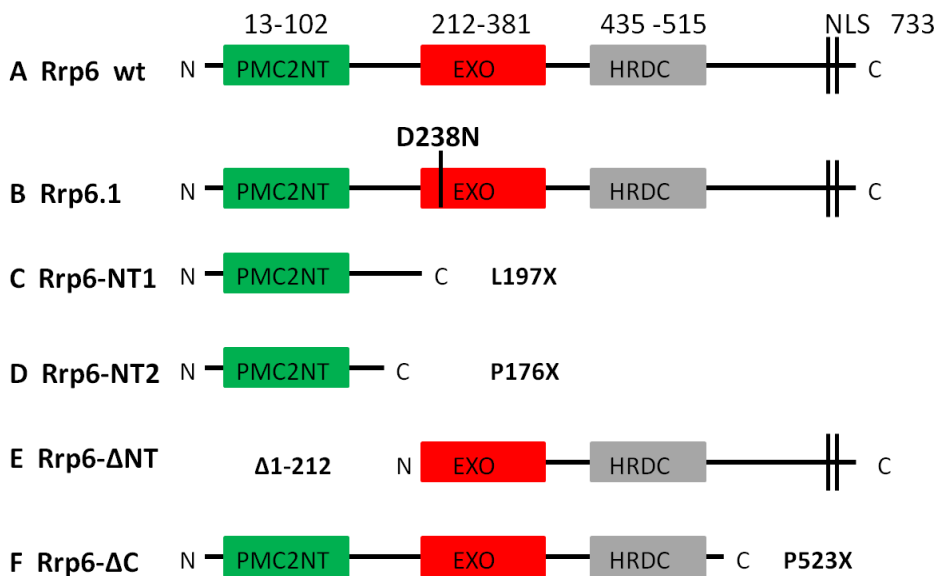 13-102 212-381 435 -515 NLS 733
A Rrp6 wt N PMC2NT EXO HRDC C
D238N
B Rrp6.1 N PMC2NT EXO HRDC C
C Rrp6-NT1 N PMC2NT C L197X
D Rrp6-NT2 N PMC2NT C P176X
E Rrp6-ΔNT Δ1-212 N EXO HRDC C
F Rrp6-ΔC N PMC2NT EXO HRDC C P523X